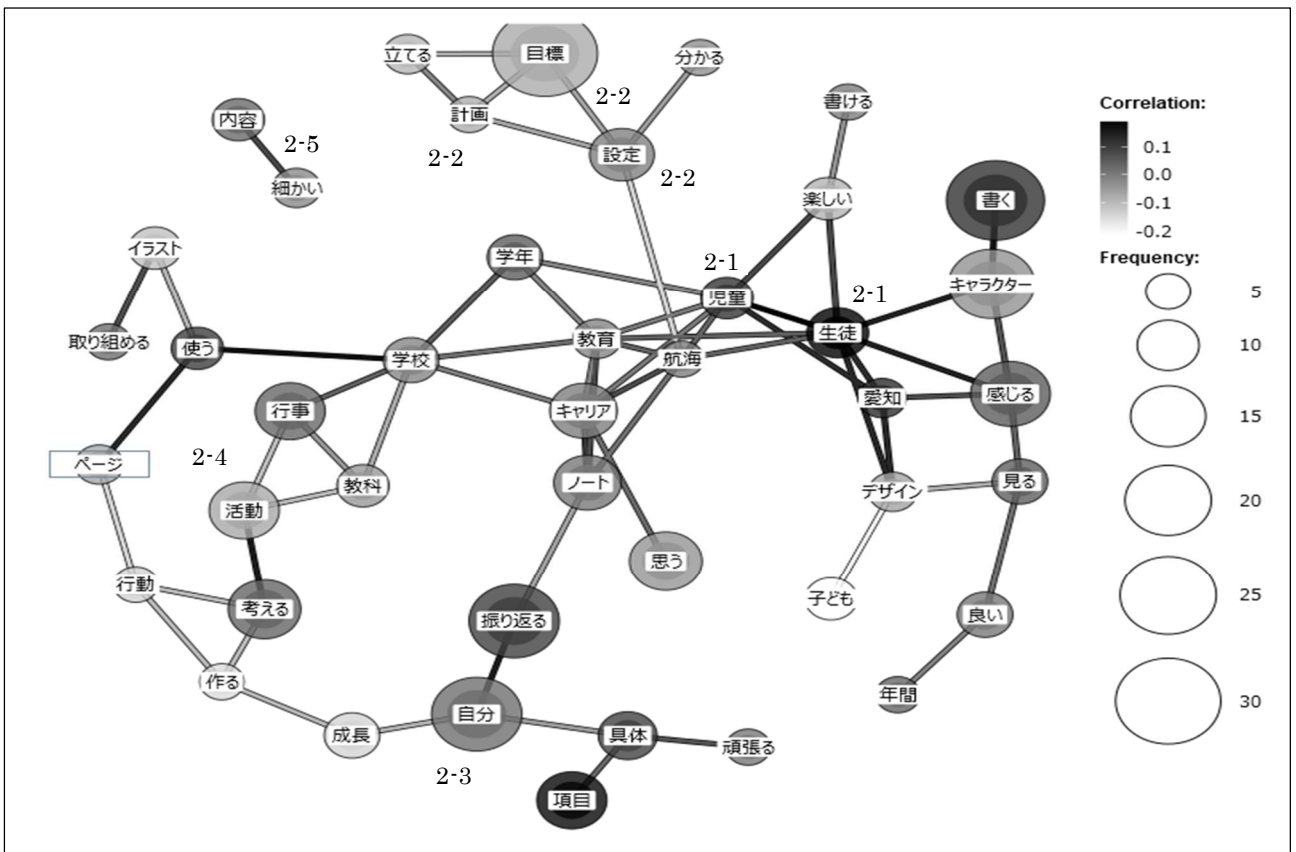 立てる
目標
分かる
計画
2-2
2-2
設定
2-2
内容
2-5
細かい
書ける
楽しい
書く
Correlation:
0.1
0.0
-0.1
-0.2
Frequency:
5
10
15
20
25
30
イラスト
取り組める
使う
学年
2-1
児童
2-1
生徒
キャラクター
学校
教育
航海
愛知
感じる
行事
キャリア
ページ
2-4
教科
ノート
デザイン
見る
活動
思う
行動
考える
振り返る
子ども
良い
作る
年間
成長
自分
具体
頑張る
2-3
項目